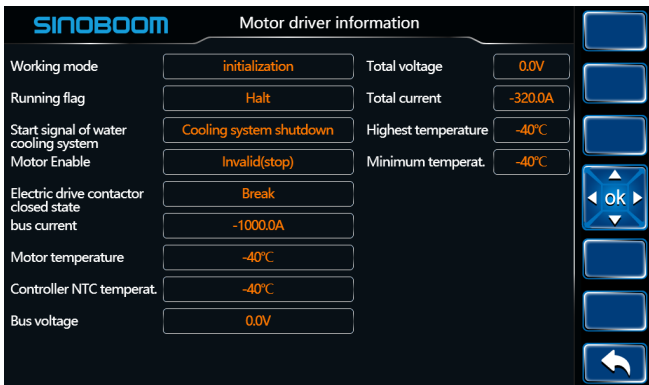 SINOBOOM
Motor driver information
Working mode
initialization
Total voltage
0.0V
Running flag
Halt
Total current
-320.0A
Start signal of water
cooling system
Cooling system shutdown
Highest temperature
-40℃
Motor Enable
Invalid(stop)
Minimum temperat.
-40℃
Electric drive contactor
closed state
Break
ok
bus current
-1000.0A
Motor temperature
-40℃
Controller NTC temperat.
-40℃
Bus voltage
0.0V